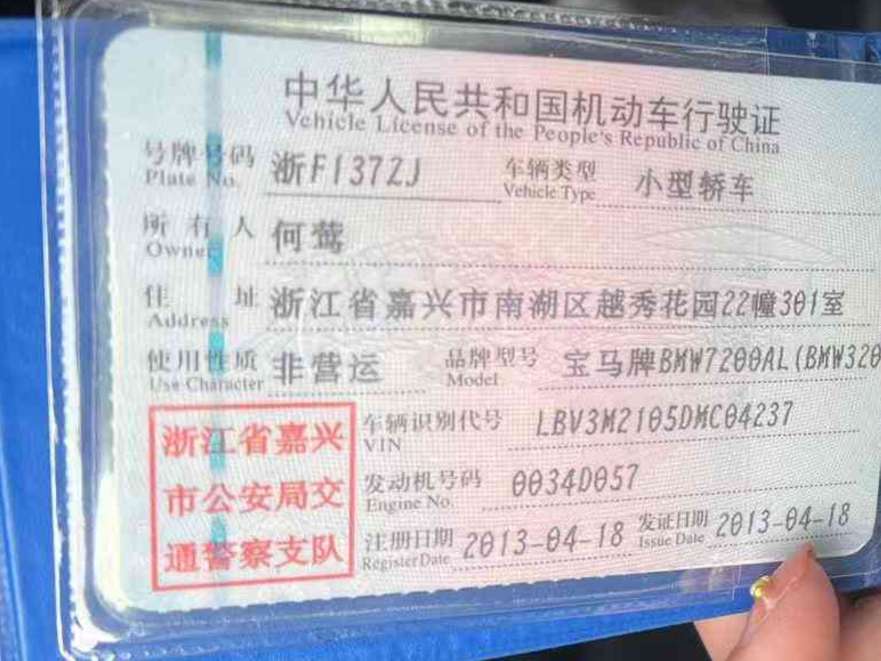 中华人民共和国机动车行驶证
Vehicle License of the People's Republic of China
号牌号码 浙F1372J 车辆类型 小型轿车
Plate No. Vehicle Type
所有人 何莺
Owner
住址 浙江省嘉兴市南湖区越秀花园22幢301室
Address
使用性质 非营运 品牌型号 宝马牌BMW7200AL(BMW320
Use Character Model
浙江省嘉兴
市公安局交
通警察支队
车辆识别代号 LBV3M2105DMC04237
VIN
发动机号码 0034D057
Engine No.
注册日期 2013-04-18 发证日期 2013-04-18
Register Date Issue Date